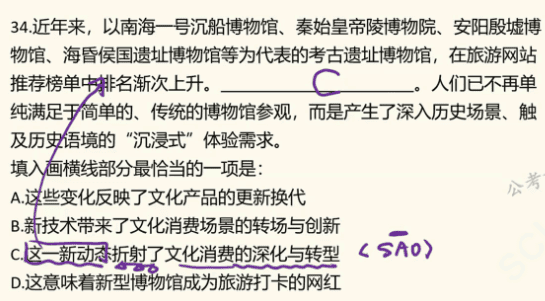 34.近年来，以南海一号沉船博物馆、秦始皇帝陵博物院、安阳殷墟博
物馆、海昏侯国遗址博物馆等为代表的考古遗址博物馆，在旅游网站
推荐榜单中排名渐次上升。____C____。人们已不再单
纯满足于简单的、传统的博物馆参观，而是产生了深入历史场景、触
及历史语境的“沉浸式”体验需求。
填入画横线部分最恰当的一项是：
A.这些变化反映了文化产品的更新换代
B.新技术带来了文化消费场景的转场与创新
C.这一新动态折射了文化消费的深化与转型（SAO）
D.这意味着新型博物馆成为旅游打卡的网红
公考